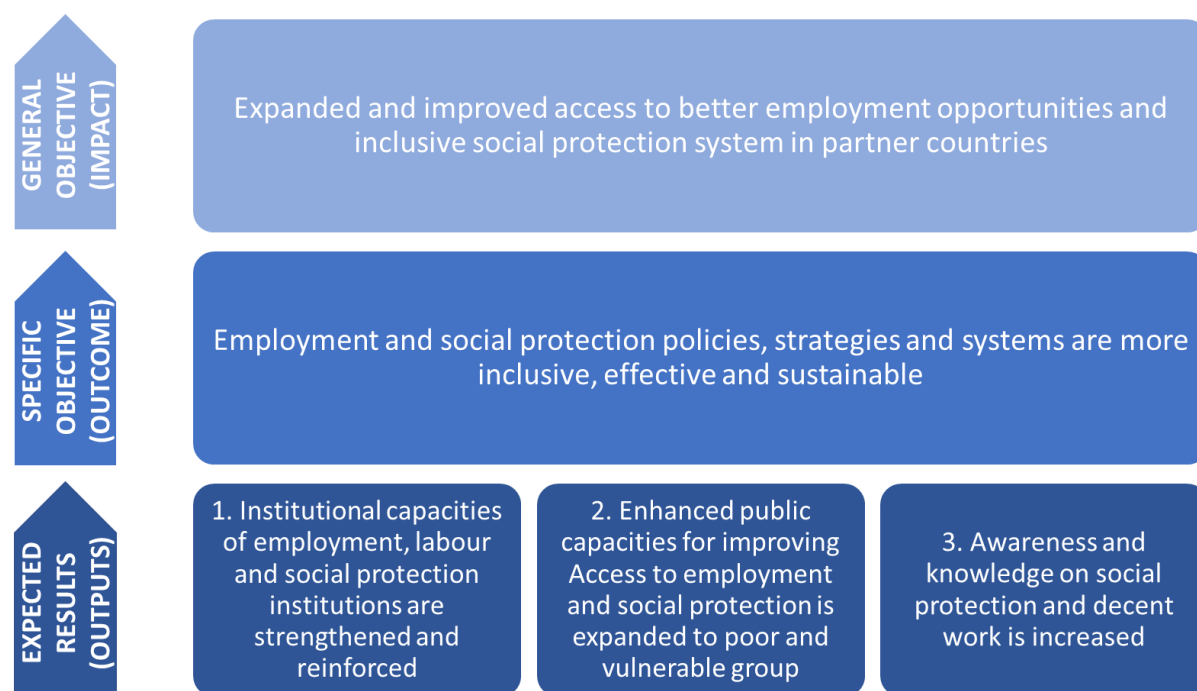 GENERAL
OBJECTIVE
(IMPACT)
Expanded and improved access to better employment opportunities and
inclusive social protection system in partner countries
SPECIFIC
OBJECTIVE
(OUTCOME)
Employment and social protection policies, strategies and systems are more
inclusive, effective and sustainable
EXPECTED
RESULTS
(OUTPUTS)
1. Institutional capacities
of employment, labour
and social protection
institutions are
strengthened and
reinforced
2. Enhanced public
capacities for improving
Access to employment
and social protection is
expanded to poor and
vulnerable group
3. Awareness and
knowledge on social
protection and decent
work is increased